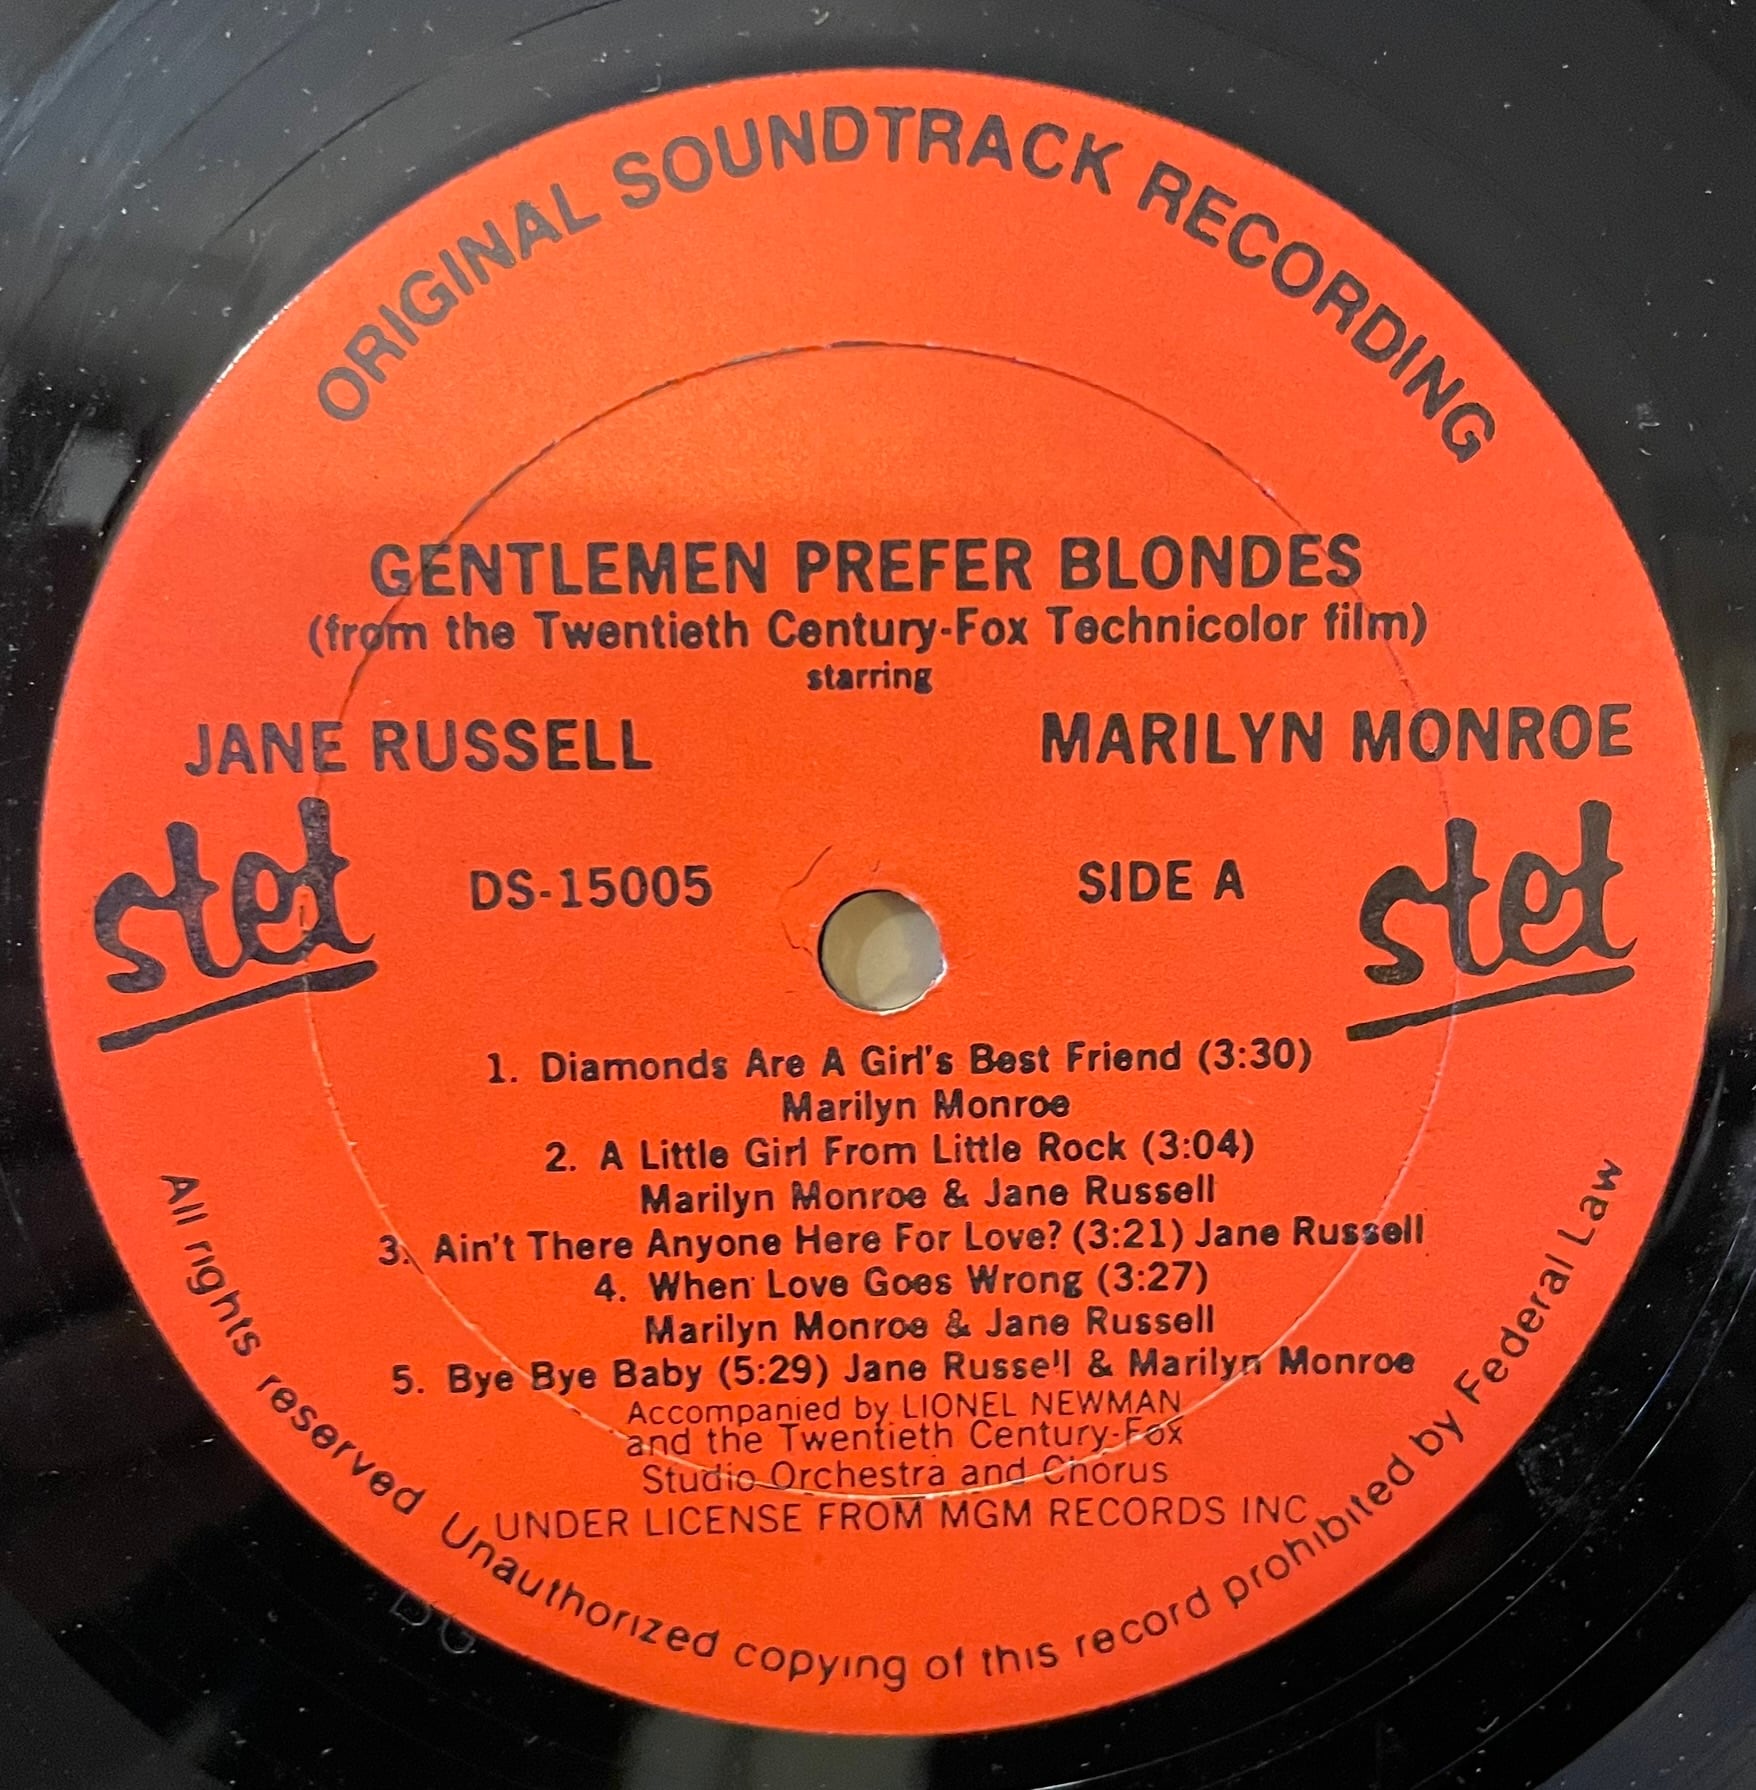 ORIGINAL SOUNDTRACK RECORDING
GENTLEMEN PREFER BLONDES
(from the Twentieth Century-Fox Technicolor film)
starring
JANE RUSSELL MARILYN MONROE
stet DS-15005 SIDE A stet
1. Diamonds Are A Girl's Best Friend (3:30)
Marilyn Monroe
2. A Little Girl From Little Rock (3:04)
Marilyn Monroe & Jane Russell
3. Ain't There Anyone Here For Love? (3:21) Jane Russell
4. When Love Goes Wrong (3:27)
Marilyn Monroe & Jane Russell
5. Bye Bye Baby (5:29) Jane Russell & Marilyn Monroe
Accompanied by LIONEL NEWMAN
and the Twentieth Century-Fox
Studio Orchestra and Chorus
UNDER LICENSE FROM MGM RECORDS INC
All rights reserved Unauthorized copying of this record prohibited by Federal Law